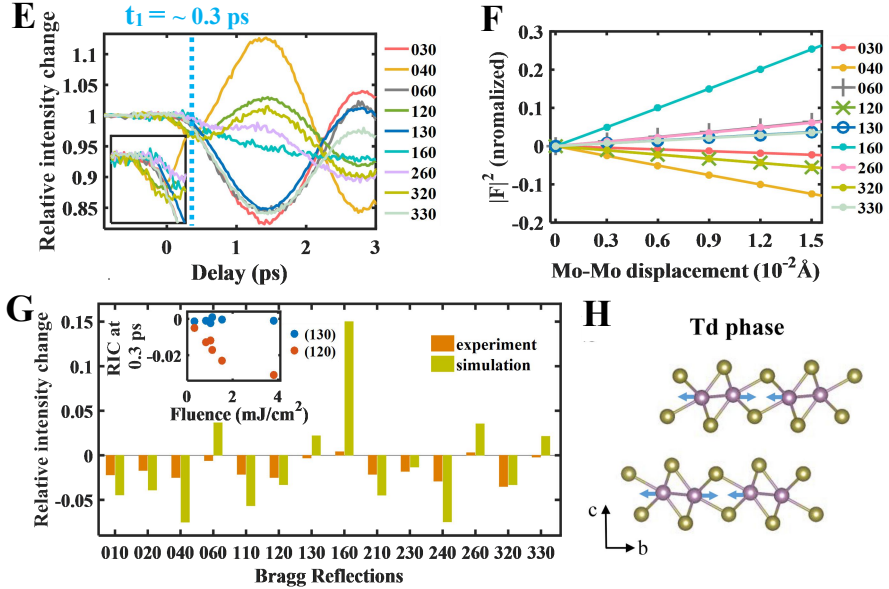 E
t₁ = ~ 0.3 ps
Relative intensity change
1.1
1.05
1
0.95
0.9
0.85
0
1
2
3
Delay (ps)
030
040
060
120
130
160
260
320
330
F
|F|² (nromalized)
0.3
0.2
0.1
0
-0.1
-0.2
0
0.3
0.6
0.9
1.2
1.5
Mo-Mo displacement (10⁻²Å)
030
040
060
120
130
160
260
320
330
G
Relative intensity change
0.15
0.1
0.05
0
-0.05
RIC at
0.3 ps
0
-0.02
0
2
4
Fluence (mJ/cm²)
(130)
(120)
experiment
simulation
010 020 040 060 110 120 130 160 210 230 240 260 320 330
Bragg Reflections
H
Td phase
c
b